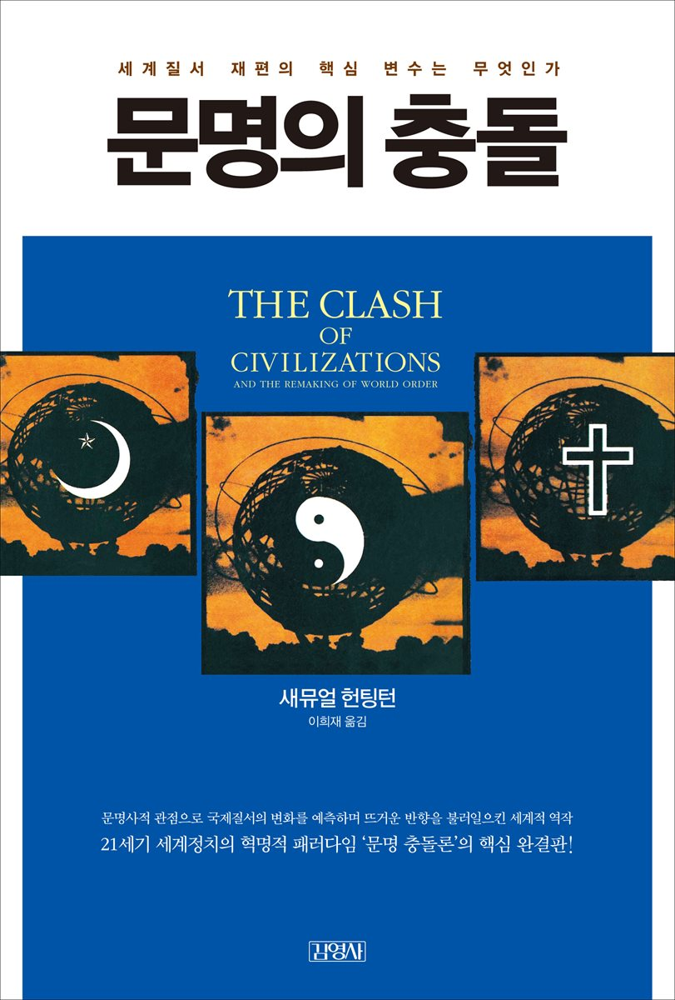 세계질서 재편의 핵심 변수는 무엇인가
문명의 충돌
THE CLASH
OF
CIVILIZATIONS
AND THE REMAKING OF WORLD ORDER
새뮤얼 헌팅턴
이희재 옮김
문명사적 관점으로 국제질서의 변화를 예측하며 뜨거운 반향을 불러일으킨 세계적 역작
21세기 세계정치의 혁명적 패러다임 ‘문명 충돌론’의 핵심 완결판!
김영사